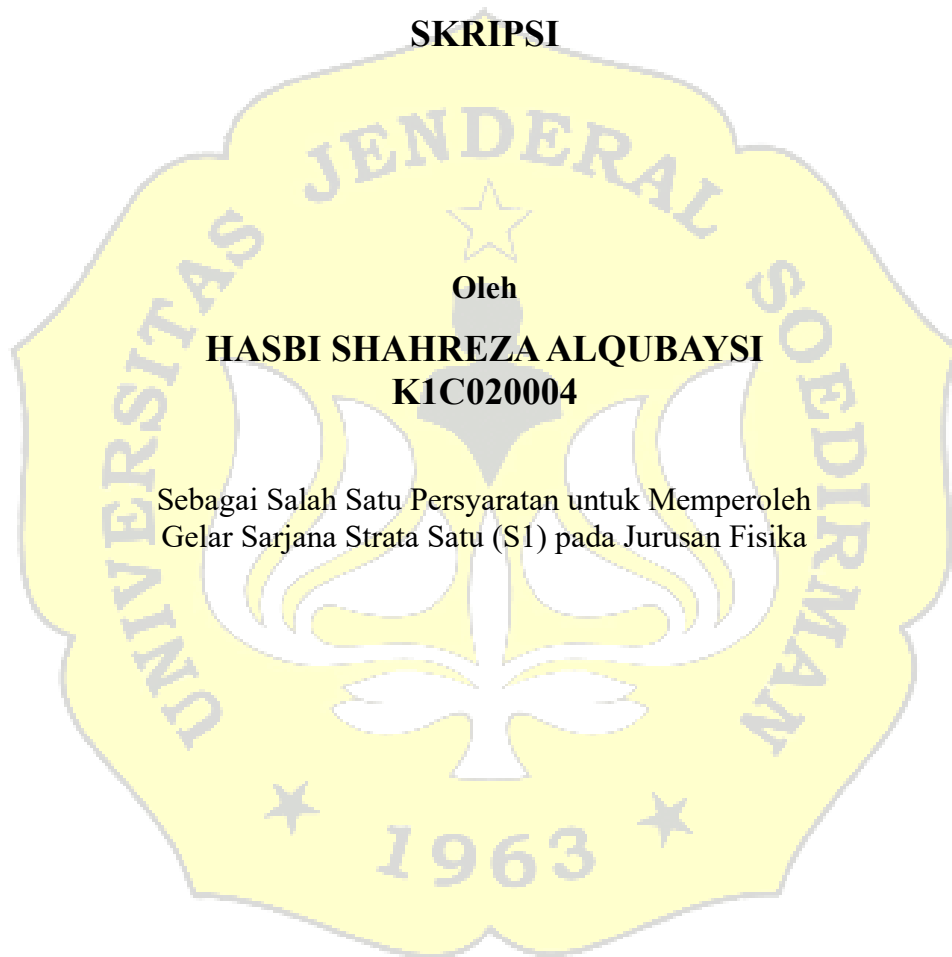 SKRIPSI
UNIVERSITAS JENDERAL SOEDIRMAN
Oleh
HASBI SHAHREZA ALQUBAYSI
K1C020004
Sebagai Salah Satu Persyaratan untuk Memperoleh
Gelar Sarjana Strata Satu (S1) pada Jurusan Fisika
1963